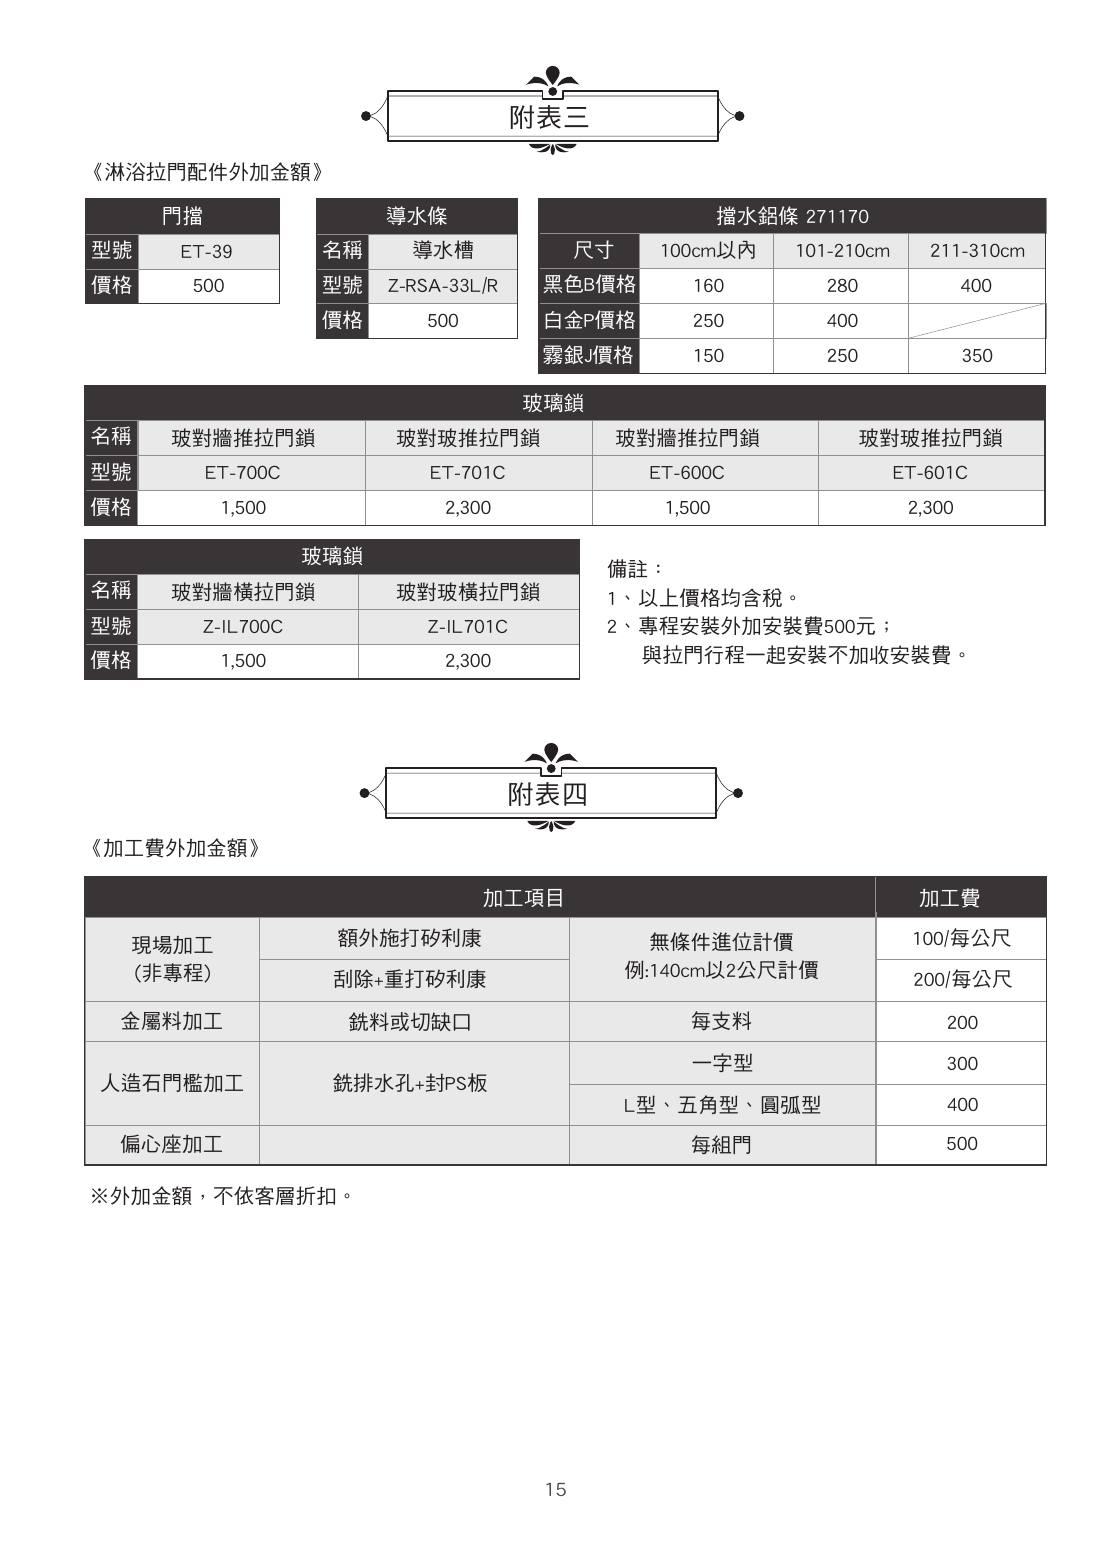 附表三
《淋浴拉門配件外加金額》
門擋
型號 ET-39
價格 500
導水條
名稱 導水槽
型號 Z-RSA-33L/R
價格 500
擋水鋁條 271170
尺寸 100cm以內 101-210cm 211-310cm
黑色B價格 160 280 400
白金P價格 250 400
霧銀J價格 150 250 350
玻璃鎖
名稱 玻對牆推拉門鎖 玻對玻推拉門鎖 玻對牆推拉門鎖 玻對玻推拉門鎖
型號 ET-700C ET-701C ET-600C ET-601C
價格 1,500 2,300 1,500 2,300
玻璃鎖
名稱 玻對牆橫拉門鎖 玻對玻橫拉門鎖
型號 Z-IL700C Z-IL701C
價格 1,500 2,300
備註：
1、以上價格均含稅。
2、專程安裝外加安裝費500元；
與拉門行程一起安裝不加收安裝費。
附表四
《加工費外加金額》
加工項目 加工費
現場加工
(非專程)
額外施打矽利康
刮除+重打矽利康
無條件進位計價
例:140cm以2公尺計價
100/每公尺
200/每公尺
金屬料加工 銑料或切缺口 每支料 200
人造石門檻加工 銑排水孔+封PS板
一字型 300
L型、五角型、圓弧型 400
偏心座加工 每組門 500
※外加金額，不依客層折扣。
15